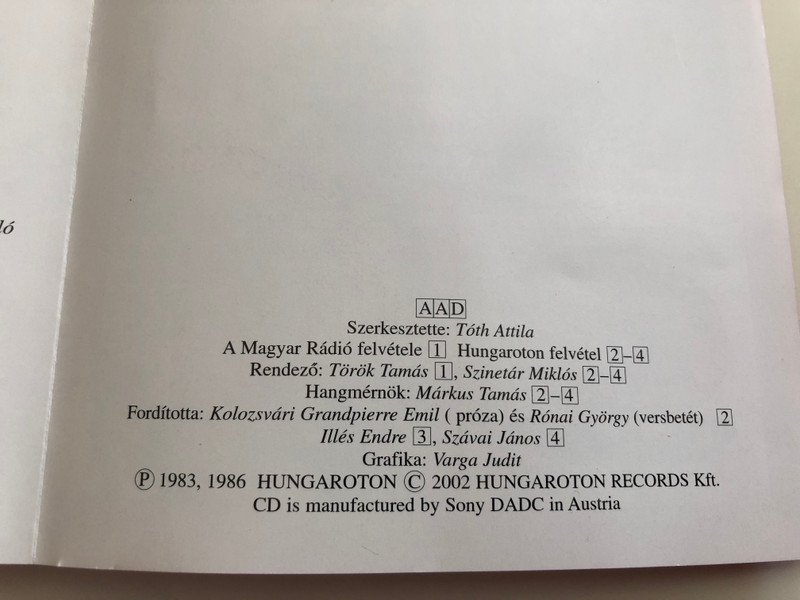 ló
AAD
Szerkesztette: Tóth Attila
A Magyar Rádió felvétele 1 Hungaroton felvétel 2–4
Rendező: Török Tamás 1, Szinetár Miklós 2–4
Hangmérnök: Márkus Tamás 2–4
Fordította: Kolozsvári Grandpierre Emil ( próza) és Rónai György (versbetét) 2
Illés Endre 3, Szávai János 4
Grafika: Varga Judit
Ⓟ 1983, 1986 HUNGAROTON © 2002 HUNGAROTON RECORDS Kft.
CD is manufactured by Sony DADC in Austria